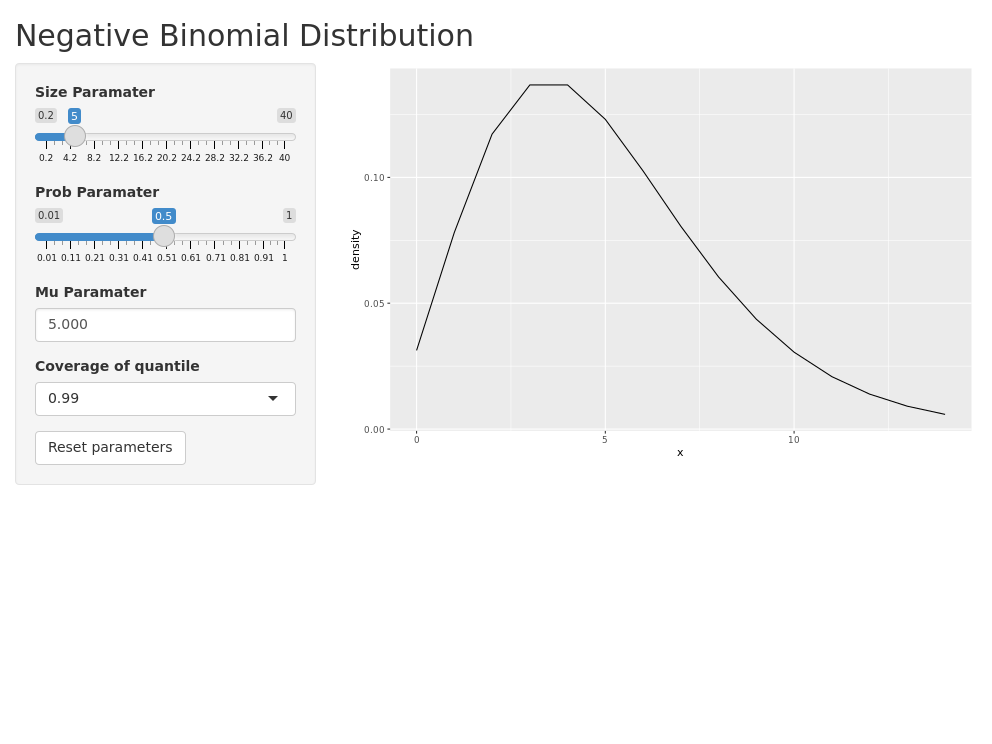 Negative Binomial Distribution
Size Paramater
0.2 5 40
0.2 4.2 8.2 12.2 16.2 20.2 24.2 28.2 32.2 36.2 40
Prob Paramater
0.01 0.5 1
0.01 0.11 0.21 0.31 0.41 0.51 0.61 0.71 0.81 0.91 1
Mu Paramater
5.000
Coverage of quantile
0.99
Reset parameters
density
0.10
0.05
0.00
0 5 10
x